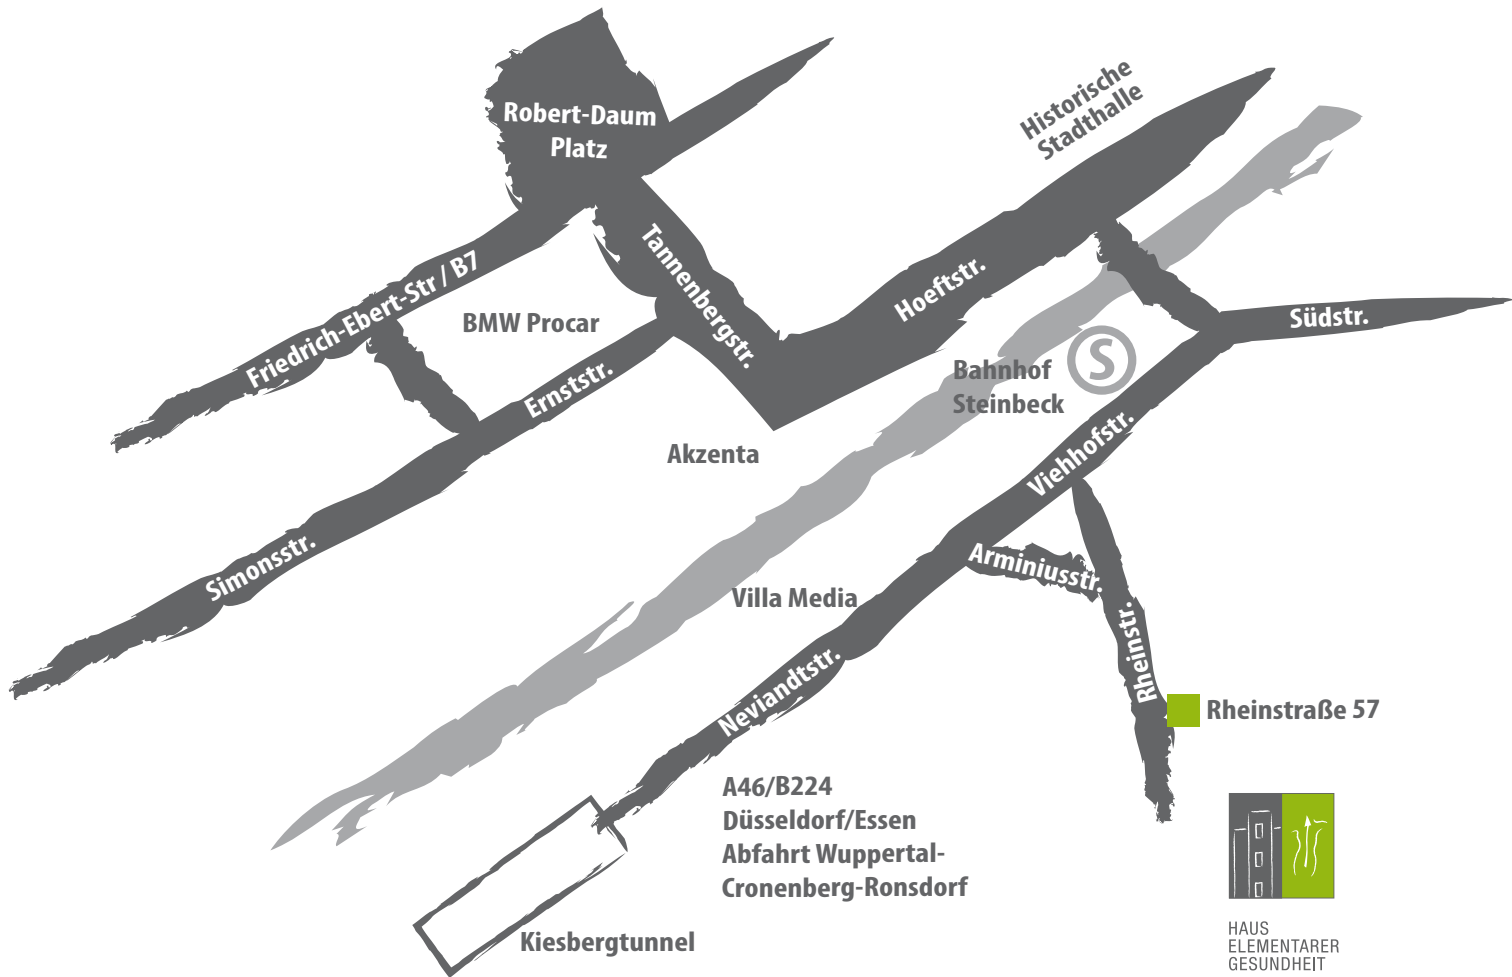 Robert-Daum
Platz
Historische
Stadthalle
Friedrich-Ebert-Str / B7
BMW Procar
Tannenbergstr.
Hoeftstr.
Südstr.
Ernststr.
Bahnhof
Steinbeck
S
Akzenta
Viehhofstr.
Simonsstr.
Arminiusstr.
Villa Media
Rheinstr.
Neviandtstr.
Rheinstraße 57
A46/B224
Düsseldorf/Essen
Abfahrt Wuppertal-
Cronenberg-Ronsdorf
Kiesbergtunnel
HAUS
ELEMENTARER
GESUNDHEIT